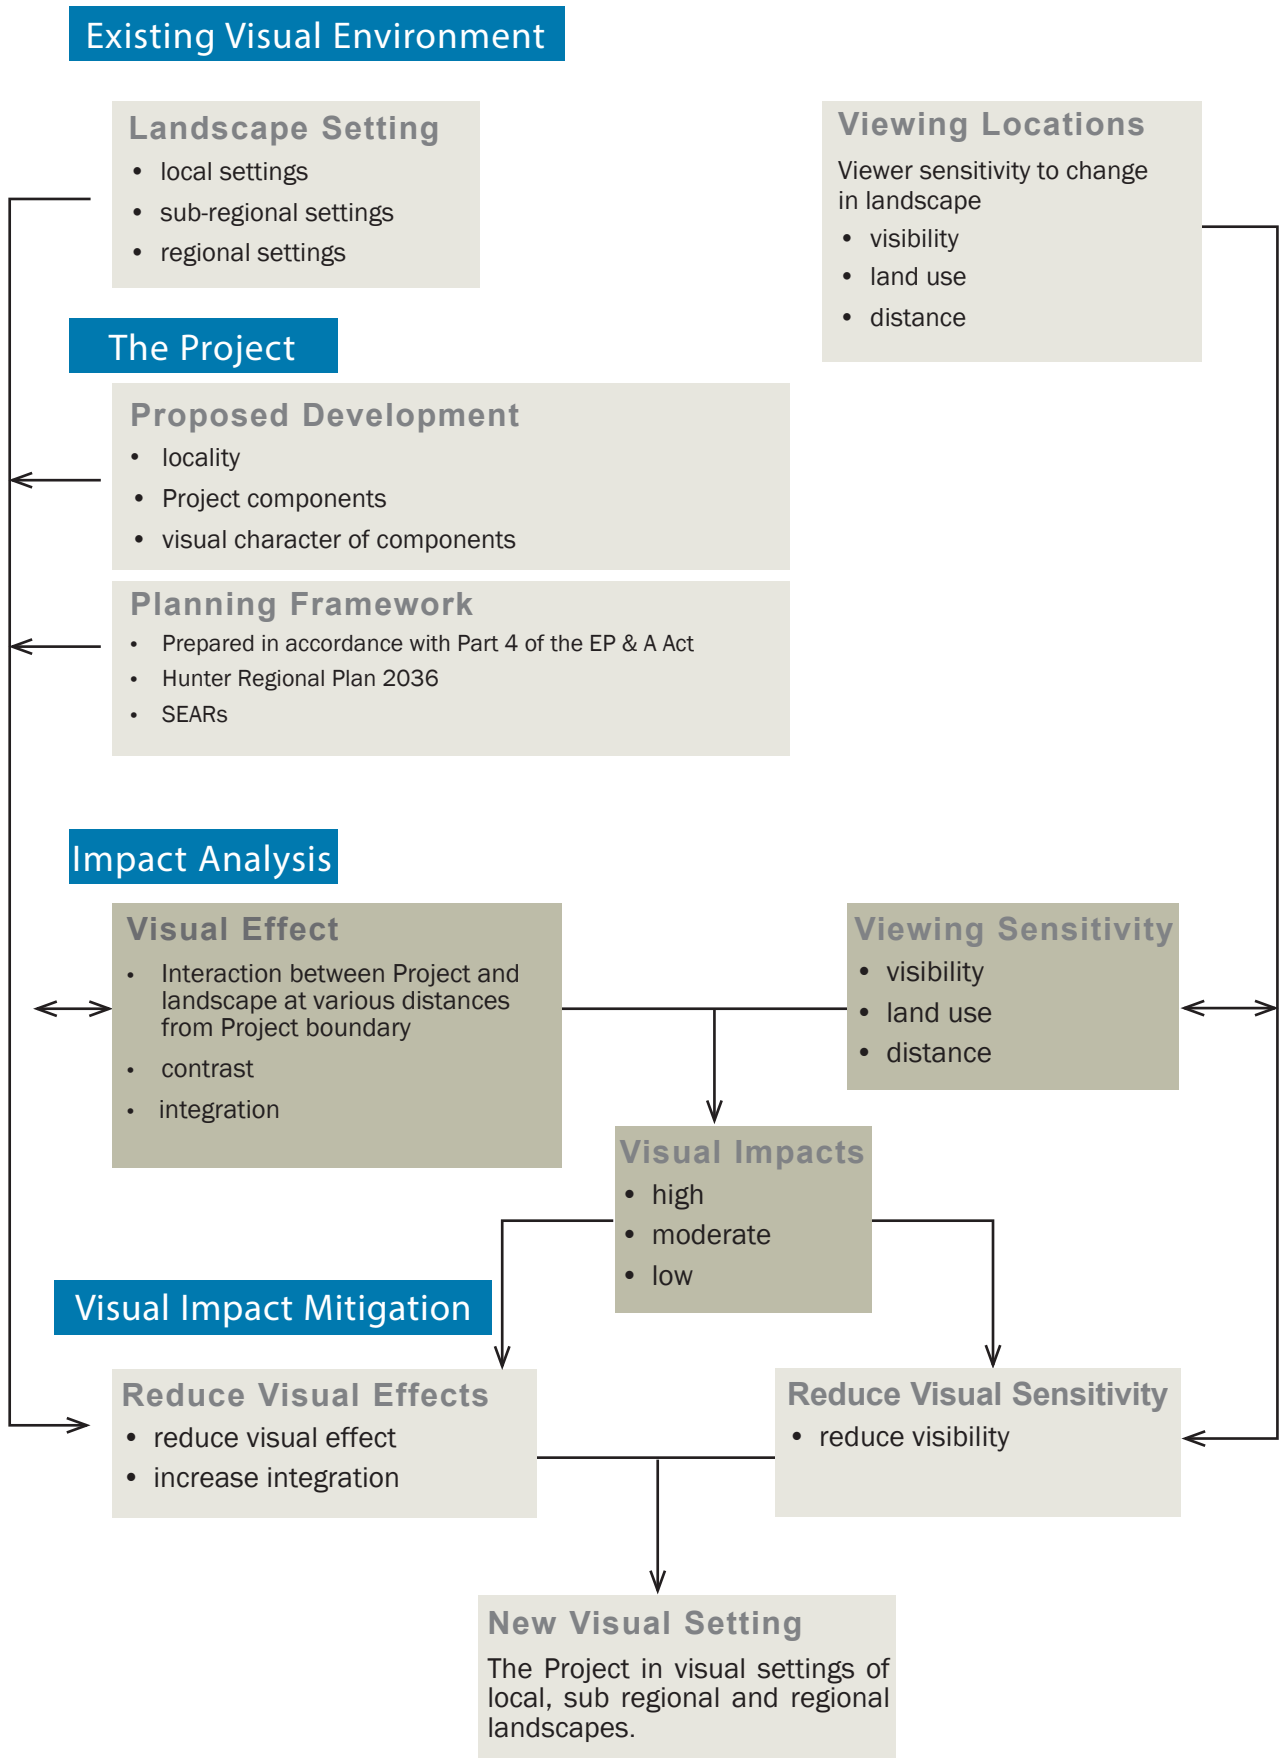 Existing Visual Environment
Landscape Setting
• local settings
• sub-regional settings
• regional settings
Viewing Locations
Viewer sensitivity to change
in landscape
• visibility
• land use
• distance
The Project
Proposed Development
• locality
• Project components
• visual character of components
Planning Framework
• Prepared in accordance with Part 4 of the EP & A Act
• Hunter Regional Plan 2036
• SEARs
Impact Analysis
Visual Effect
• Interaction between Project and
landscape at various distances
from Project boundary
• contrast
• integration
Viewing Sensitivity
• visibility
• land use
• distance
Visual Impacts
• high
• moderate
• low
Visual Impact Mitigation
Reduce Visual Effects
• reduce visual effect
• increase integration
Reduce Visual Sensitivity
• reduce visibility
New Visual Setting
The Project in visual settings of
local, sub regional and regional
landscapes.